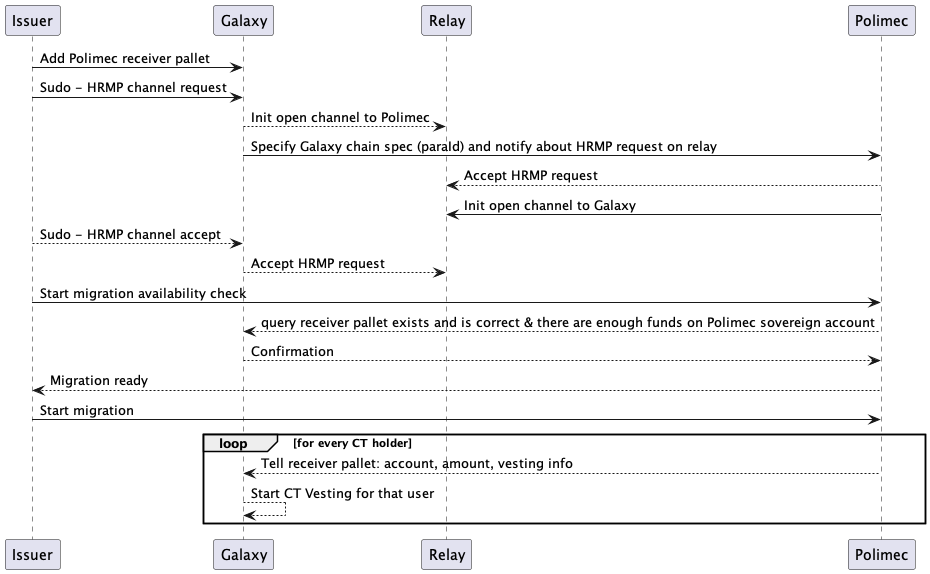 Issuer Galaxy Relay Polimec
Add Polimec receiver pallet
Sudo - HRMP channel request
Init open channel to Polimec
Specify Galaxy chain spec (paraId) and notify about HRMP request on relay
Accept HRMP request
Init open channel to Galaxy
Sudo - HRMP channel accept
Accept HRMP request
Start migration availability check
query receiver pallet exists and is correct & there are enough funds on Polimec sovereign account
Confirmation
Migration ready
Start migration
loop [for every CT holder]
Tell receiver pallet: account, amount, vesting info
Start CT Vesting for that user
Issuer Galaxy Relay Polimec